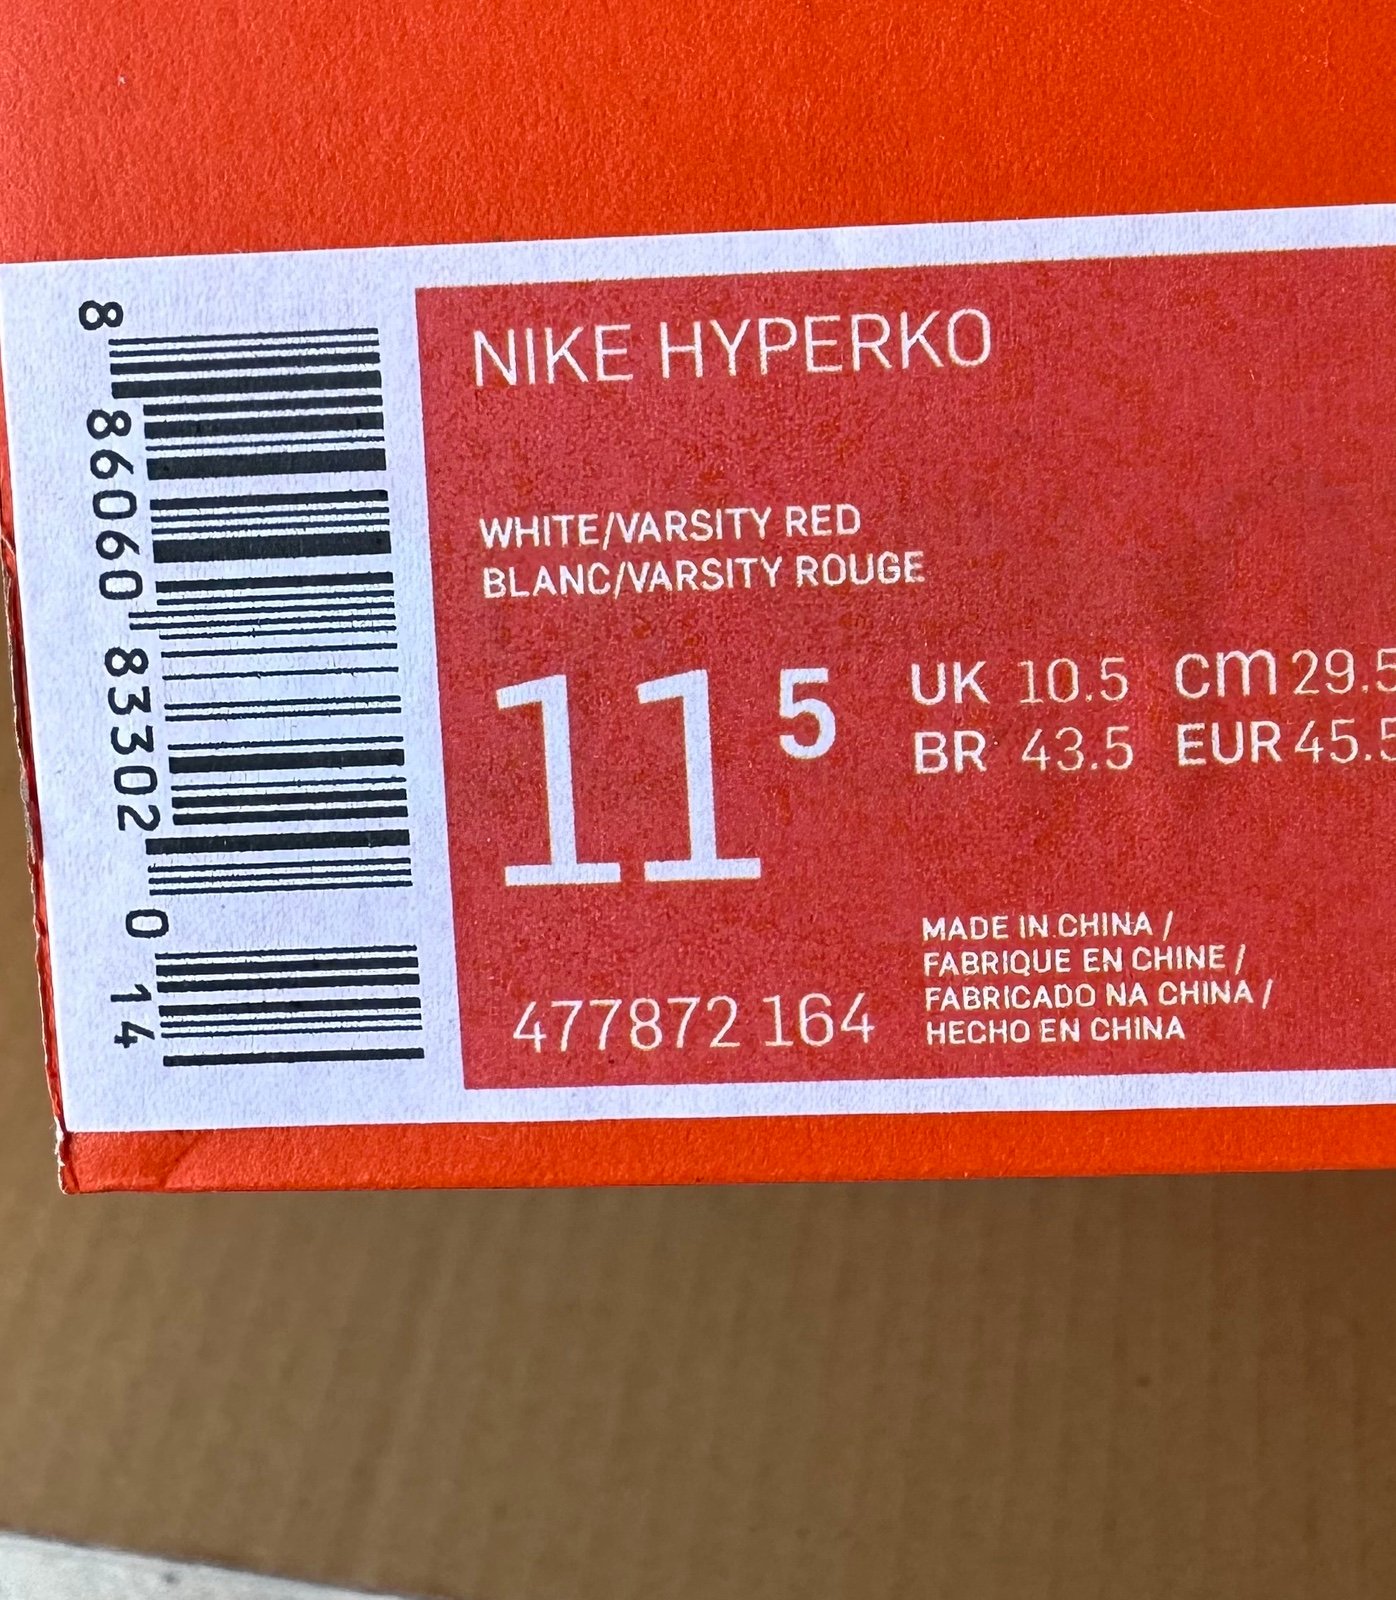 8 86060 83302 0 14
NIKE HYPERKO
WHITE/VARSITY RED
BLANC/VARSITY ROUGE
11 5
UK 10.5 CM 29.5
BR 43.5 EUR 45.5
477872 164
MADE IN CHINA /
FABRIQUE EN CHINE /
FABRICADO NA CHINA /
HECHO EN CHINA